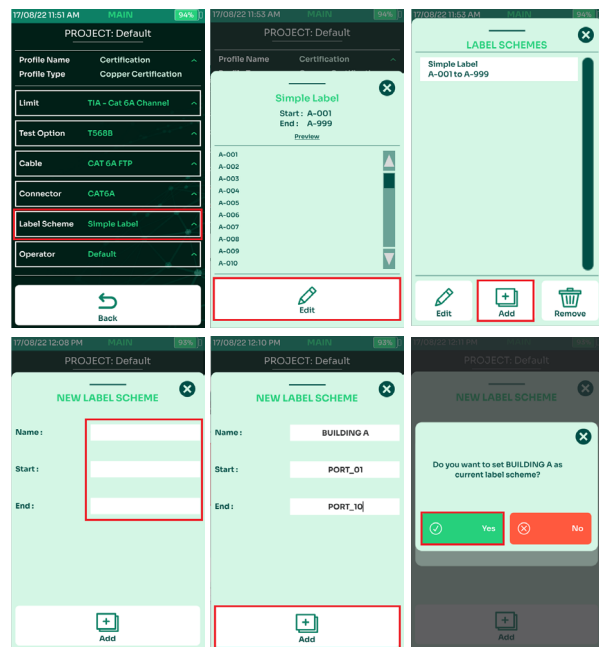 17/08/22 11:51 AM MAIN 94%
PROJECT: Default
Profile Name Certification
Profile Type Copper Certification
Limit TIA - Cat 6A Channel
Test Option T568B
Cable CAT 6A FTP
Connector CAT6A
Label Scheme Simple Label
Operator Default
Back
17/08/22 11:53 AM MAIN 94%
PROJECT: Default
Profile Name Certification
Simple Label
Start: A-001
End: A-999
Preview
A-001
A-002
A-003
A-004
A-005
A-006
A-007
A-008
A-009
A-010
Edit
17/08/22 11:53 AM MAIN 94%
LABEL SCHEMES
Simple Label
A-001 to A-999
Edit Add Remove
17/08/22 12:08 PM MAIN 93%
PROJECT: Default
NEW LABEL SCHEME
Name:
Start:
End:
Add
17/08/22 12:10 PM MAIN 93%
PROJECT: Default
NEW LABEL SCHEME
Name: BUILDING A
Start: PORT_01
End: PORT_10
Add
MAIN
PROJECT: Default
NEW LABEL SCHEME
Do you want to set BUILDING A as
current label scheme?
Yes No
Add